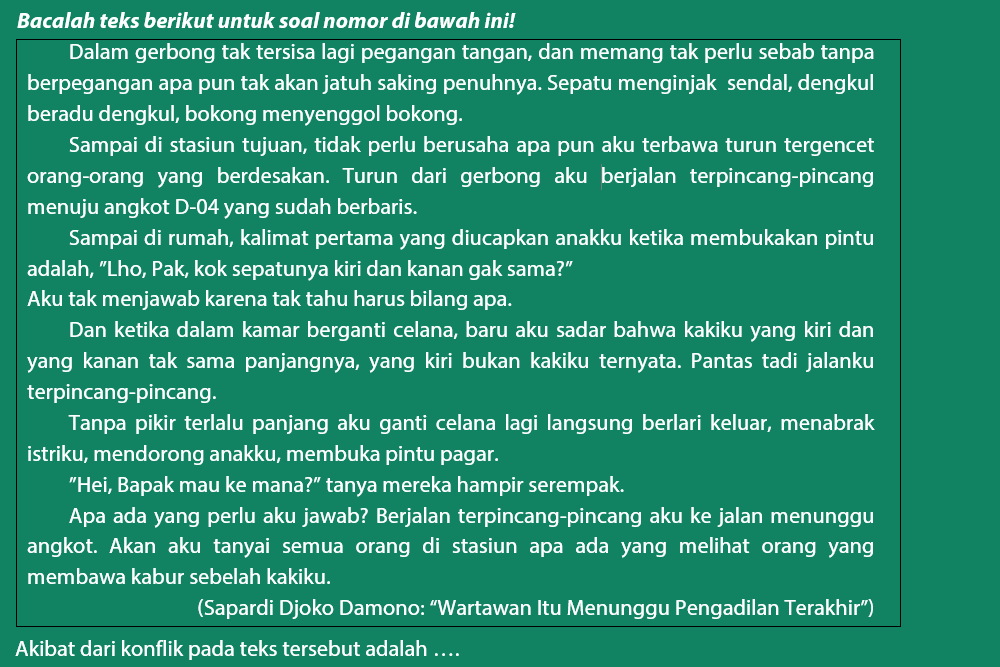 Bacalah teks berikut untuk soal nomor di bawah ini!
Dalam gerbong tak tersisa lagi pegangan tangan, dan memang tak perlu sebab tanpa
berpegangan apa pun tak akan jatuh saking penuhnya. Sepatu menginjak sendal, dengkul
beradu dengkul, bokong menyenggol bokong.
Sampai di stasiun tujuan, tidak perlu berusaha apa pun aku terbawa turun tergencet
orang-orang yang berdesakan. Turun dari gerbong aku berjalan terpincang-pincang
menuju angkot D-04 yang sudah berbaris.
Sampai di rumah, kalimat pertama yang diucapkan anakku ketika membukakan pintu
adalah, ”Lho, Pak, kok sepatunya kiri dan kanan gak sama?”
Aku tak menjawab karena tak tahu harus bilang apa.
Dan ketika dalam kamar berganti celana, baru aku sadar bahwa kakiku yang kiri dan
yang kanan tak sama panjangnya, yang kiri bukan kakiku ternyata. Pantas tadi jalanku
terpincang-pincang.
Tanpa pikir terlalu panjang aku ganti celana lagi langsung berlari keluar, menabrak
istriku, mendorong anakku, membuka pintu pagar.
”Hei, Bapak mau ke mana?” tanya mereka hampir serempak.
Apa ada yang perlu aku jawab? Berjalan terpincang-pincang aku ke jalan menunggu
angkot. Akan aku tanyai semua orang di stasiun apa ada yang melihat orang yang
membawa kabur sebelah kakiku.
(Sapardi Djoko Damono: “Wartawan Itu Menunggu Pengadilan Terakhir”)
Akibat dari konflik pada teks tersebut adalah ….